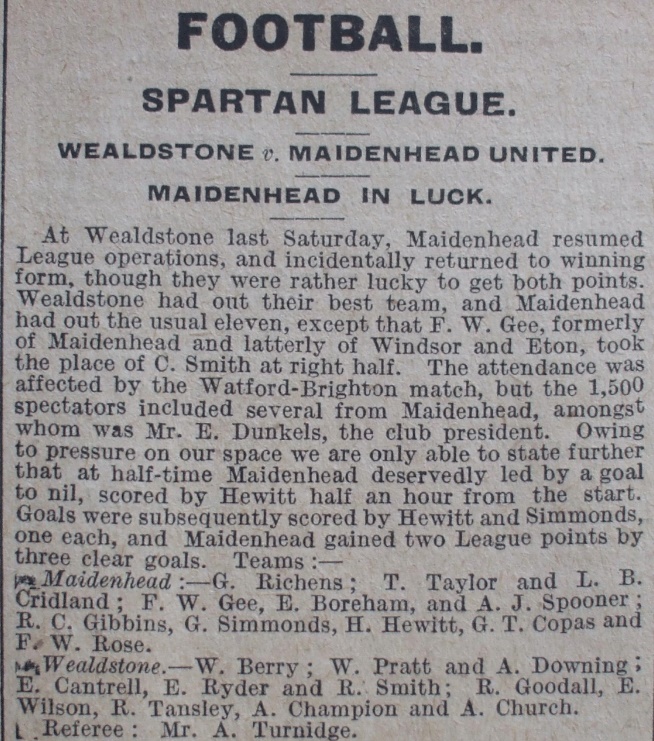 FOOTBALL.
SPARTAN LEAGUE.
WEALDSTONE v. MAIDENHEAD UNITED.
MAIDENHEAD IN LUCK.
At Wealdstone last Saturday, Maidenhead resumed
League operations, and incidentally returned to winning
form, though they were rather lucky to get both points.
Wealdstone had out their best team, and Maidenhead
had out the usual eleven, except that F. W. Gee, formerly
of Maidenhead and latterly of Windsor and Eton, took
the place of C. Smith at right half. The attendance was
affected by the Watford-Brighton match, but the 1,500
spectators included several from Maidenhead, amongst
whom was Mr. E. Dunkels, the club president. Owing
to pressure on our space we are only able to state further
that at half-time Maidenhead deservedly led by a goal
to nil, scored by Hewitt half an hour from the start.
Goals were subsequently scored by Hewitt and Simmonds,
one each, and Maidenhead gained two League points by
three clear goals. Teams :—
Maidenhead :—G. Richens ; T. Taylor and L. B.
Cridland ; F. W. Gee, E. Boreham, and A. J. Spooner ;
R. C. Gibbins, G. Simmonds, H. Hewitt, G. T. Copas and
F. W. Rose.
Wealdstone.—W. Berry ; W. Pratt and A. Downing ;
E. Cantrell, E. Ryder and R. Smith ; R. Goodall, E.
Wilson, R. Tansley, A. Champion and A. Church.
Referee : Mr. A. Turnidge.